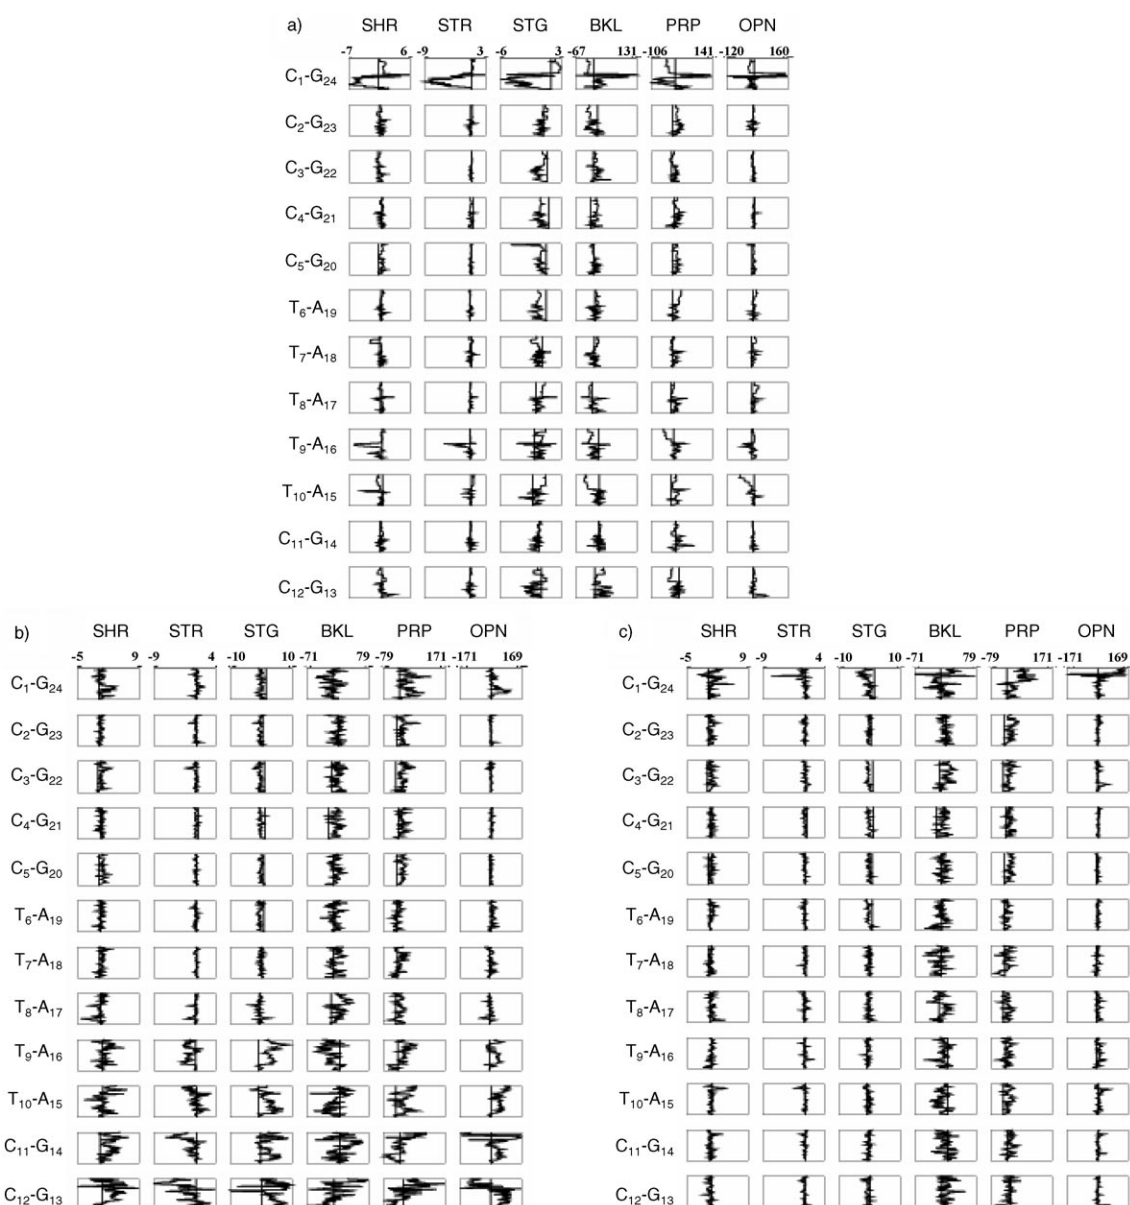 a) SHR STR STG BKL PRP OPN
-7 6 -9 3 -6 3 -67 131 -106 141 -120 160
C1-G24
C2-G23
C3-G22
C4-G21
C5-G20
T6-A19
T7-A18
T8-A17
T9-A16
T10-A15
C11-G14
C12-G13
b) SHR STR STG BKL PRP OPN
-5 9 -9 4 -10 10 -71 79 -79 171 -171 169
C1-G24
C2-G23
C3-G22
C4-G21
C5-G20
T6-A19
T7-A18
T8-A17
T9-A16
T10-A15
C11-G14
C12-G13
c) SHR STR STG BKL PRP OPN
-5 9 -9 4 -10 10 -71 79 -79 171 -171 169
C1-G24
C2-G23
C3-G22
C4-G21
C5-G20
T6-A19
T7-A18
T8-A17
T9-A16
T10-A15
C11-G14
C12-G13